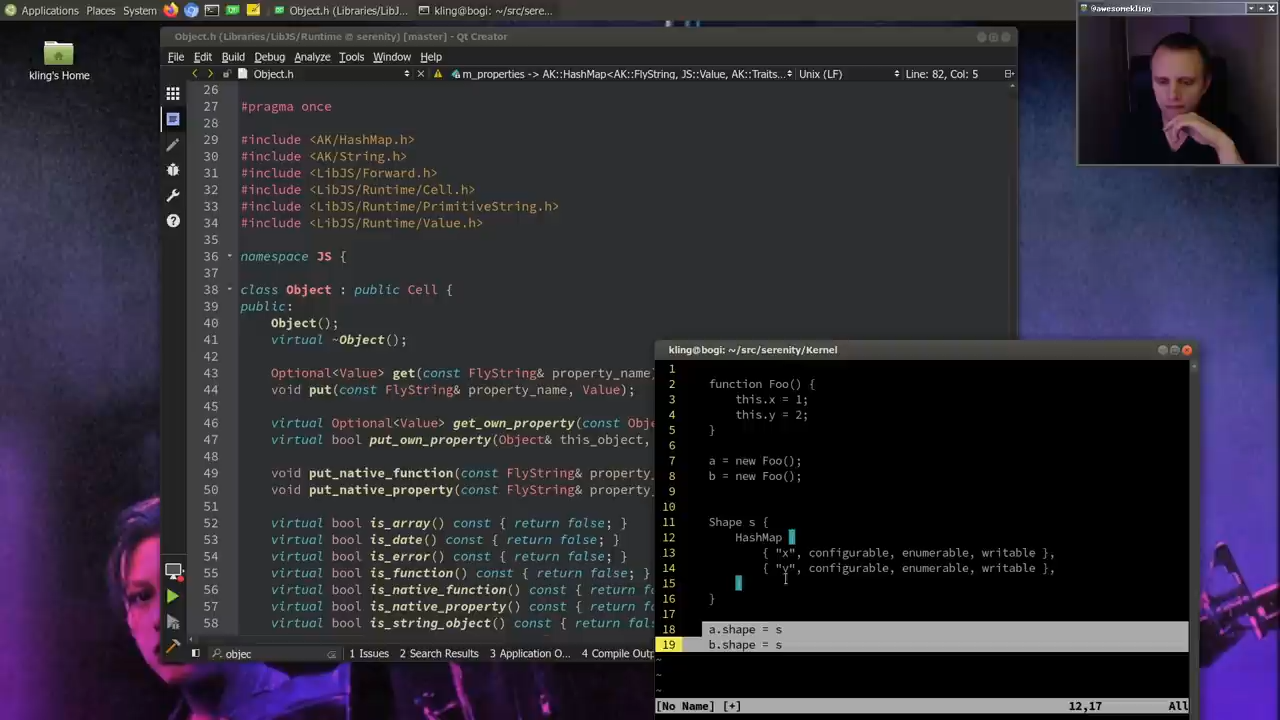 Applications Places System Object.h (Libraries/LibJ... kling@bogi: ~/src/sere...
@awesomekling
kling's Home
Object.h (Libraries/LibJS/Runtime @ serenity) [master] - Qt Creator
File Edit Build Debug Analyze Tools Window Help
Object.h m_properties -> AK::HashMap<AK::FlyString, JS::Value, AK::Traits... Unix (LF) Line: 82, Col: 5
26
27 #pragma once
28
29 #include <AK/HashMap.h>
30 #include <AK/String.h>
31 #include <LibJS/Forward.h>
32 #include <LibJS/Runtime/Cell.h>
33 #include <LibJS/Runtime/PrimitiveString.h>
34 #include <LibJS/Runtime/Value.h>
35
36 namespace JS {
37
38 class Object : public Cell {
39 public:
40 Object();
41 virtual ~Object();
42
43 Optional<Value> get(const FlyString& property_name)
44 void put(const FlyString& property_name, Value);
45
46 virtual Optional<Value> get_own_property(const Obje
47 virtual bool put_own_property(Object& this_object,
48
49 void put_native_function(const FlyString& property_
50 void put_native_property(const FlyString& property_
51
52 virtual bool is_array() const { return false; }
53 virtual bool is_date() const { return false; }
54 virtual bool is_error() const { return false; }
55 virtual bool is_function() const { return false; }
56 virtual bool is_native_function() const { return f
57 virtual bool is_native_property() const { return f
58 virtual bool is_string_object() const { return fal
objec 1 Issues 2 Search Results 3 Application O... 4 Compile Outp
kling@bogi: ~/src/serenity/Kernel
1
2 function Foo() {
3 this.x = 1;
4 this.y = 2;
5 }
6
7 a = new Foo();
8 b = new Foo();
9
10
11 Shape s {
12 HashMap {
13 { "x", configurable, enumerable, writable },
14 { "y", configurable, enumerable, writable },
15 }
16 }
17
18 a.shape = s
19 b.shape = s
~
~
~
[No Name] [+] 12,17 All